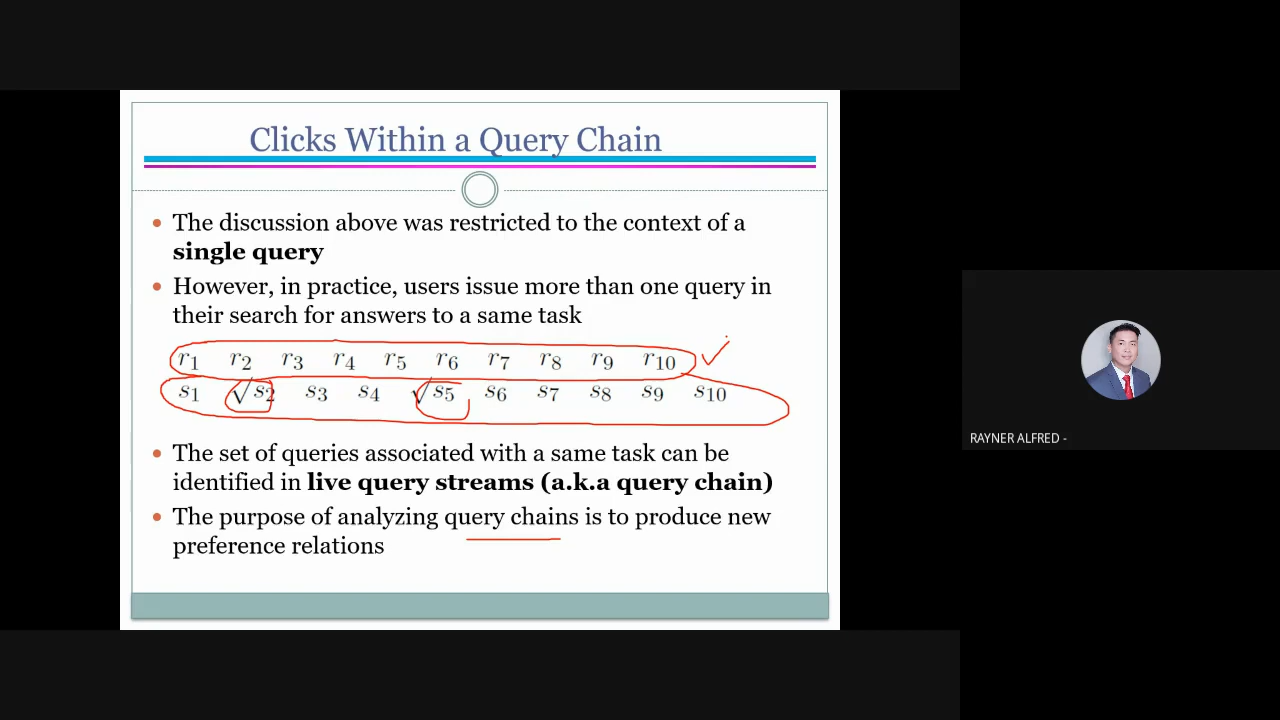 Clicks Within a Query Chain
• The discussion above was restricted to the context of a
single query
• However, in practice, users issue more than one query in
their search for answers to a same task
r1 r2 r3 r4 r5 r6 r7 r8 r9 r10
s1 √s2 s3 s4 √s5 s6 s7 s8 s9 s10
• The set of queries associated with a same task can be
identified in live query streams (a.k.a query chain)
• The purpose of analyzing query chains is to produce new
preference relations
RAYNER ALFRED -